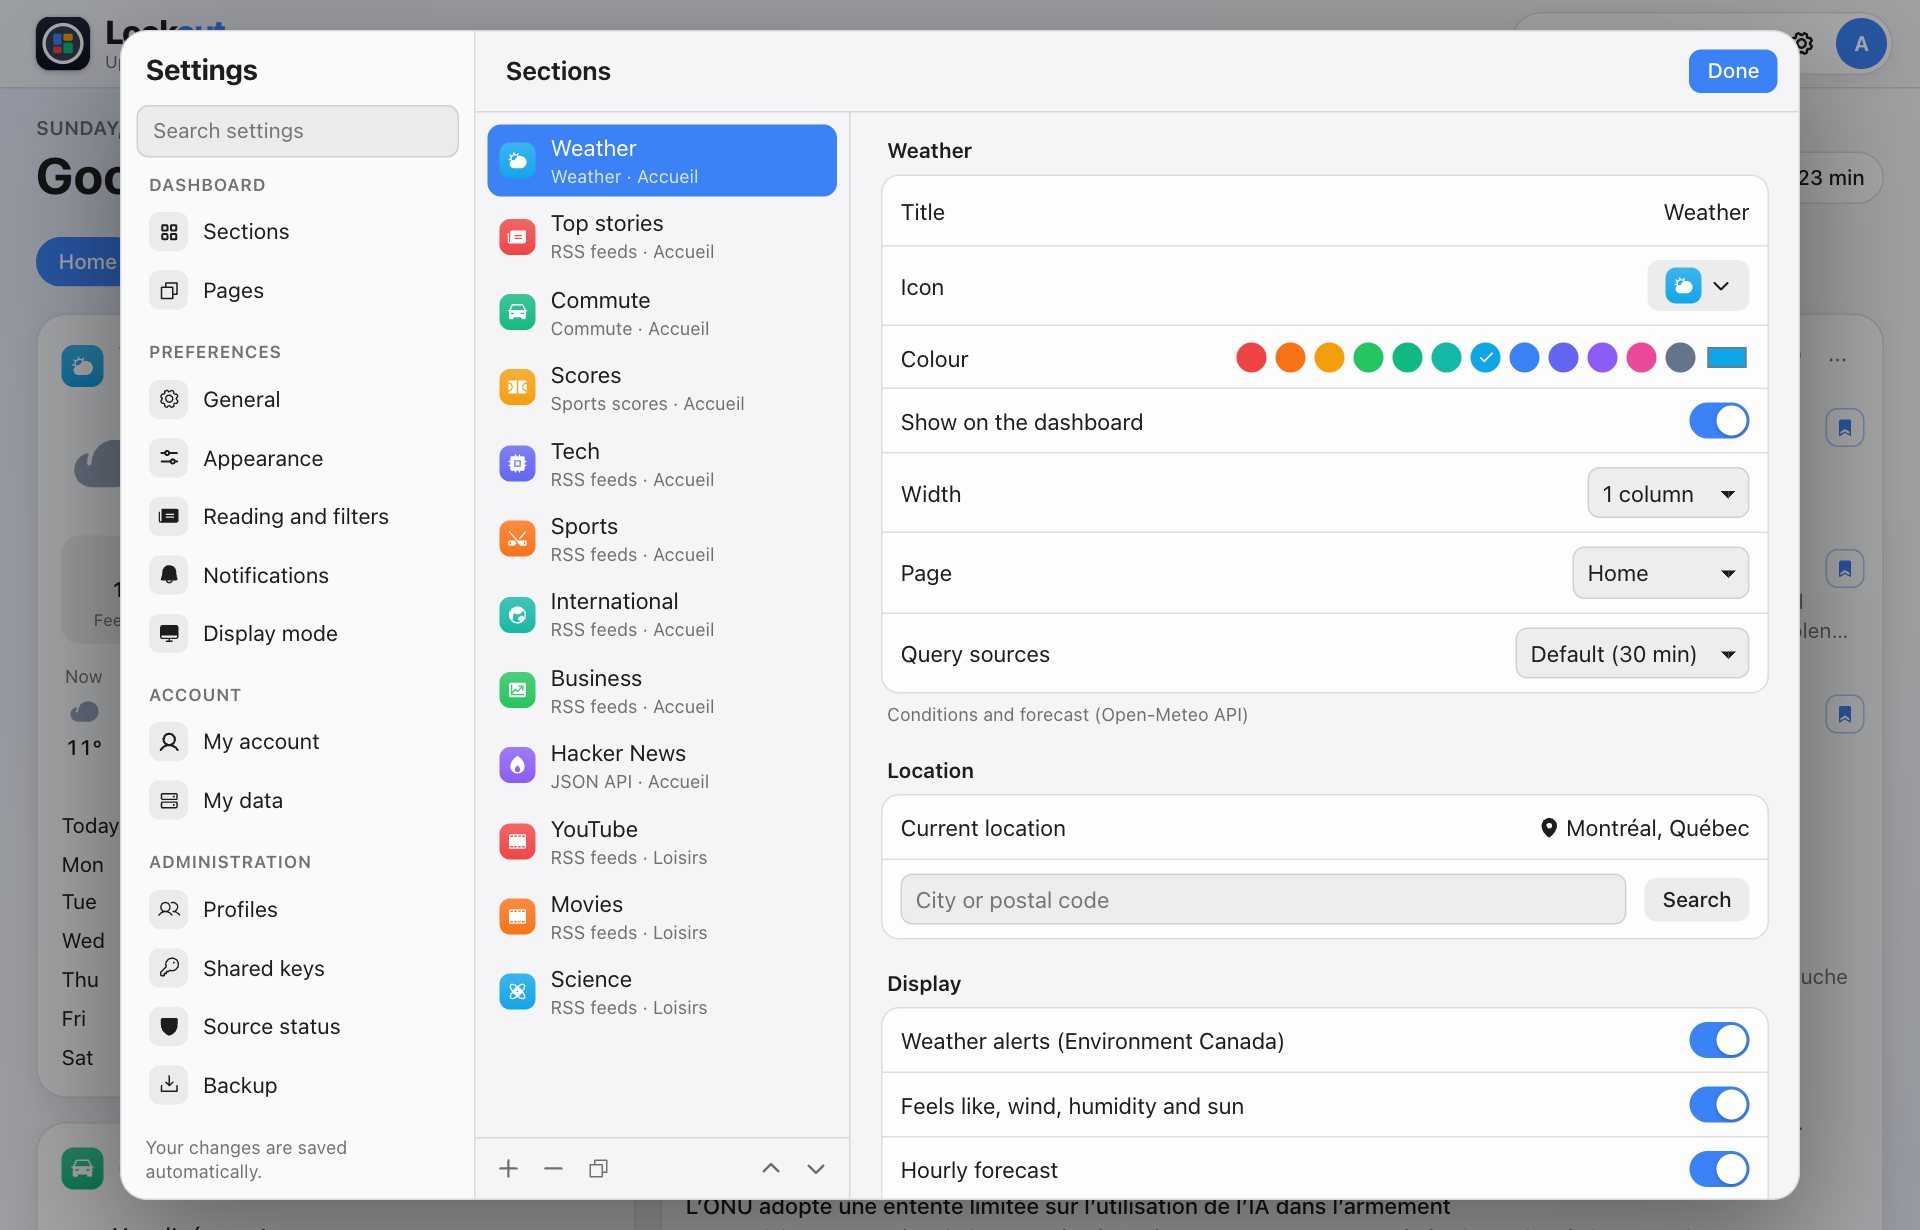 Settings
Search settings
DASHBOARD
Sections
Pages
PREFERENCES
General
Appearance
Reading and filters
Notifications
Display mode
ACCOUNT
My account
My data
ADMINISTRATION
Profiles
Shared keys
Source status
Backup
Your changes are saved
automatically.
Sections
Done
Weather
Weather · Accueil
Top stories
RSS feeds · Accueil
Commute
Commute · Accueil
Scores
Sports scores · Accueil
Tech
RSS feeds · Accueil
Sports
RSS feeds · Accueil
International
RSS feeds · Accueil
Business
RSS feeds · Accueil
Hacker News
JSON API · Accueil
YouTube
RSS feeds · Loisirs
Movies
RSS feeds · Loisirs
Science
RSS feeds · Loisirs
Weather
Title Weather
Icon
Colour
Show on the dashboard
Width 1 column
Page Home
Query sources Default (30 min)
Conditions and forecast (Open-Meteo API)
Location
Current location Montréal, Québec
City or postal code Search
Display
Weather alerts (Environment Canada)
Feels like, wind, humidity and sun
Hourly forecast
A
SUNDAY,
23 min
Home
Now
11°
Today
Mon
Tue
Wed
Thu
Fri
Sat
L'ONU adopte une entente limitée sur l'utilisation de l'IA dans l'armement